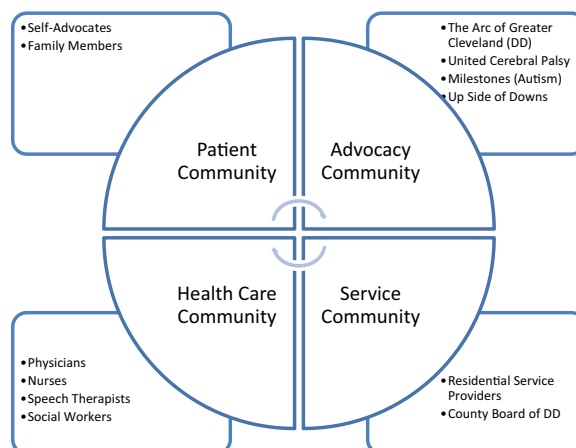 •Self-Advocates
•Family Members
•The Arc of Greater
Cleveland (DD)
•United Cerebral Palsy
•Milestones (Autism)
•Up Side of Downs
Patient
Community
Advocacy
Community
Health Care
Community
Service
Community
•Physicians
•Nurses
•Speech Therapists
•Social Workers
•Residential Service
Providers
•County Board of DD